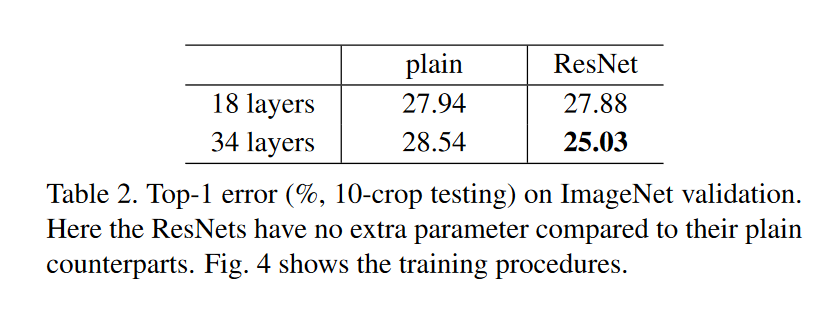 plain ResNet
18 layers 27.94 27.88
34 layers 28.54 25.03
Table 2. Top-1 error (%, 10-crop testing) on ImageNet validation.
Here the ResNets have no extra parameter compared to their plain
counterparts. Fig. 4 shows the training procedures.